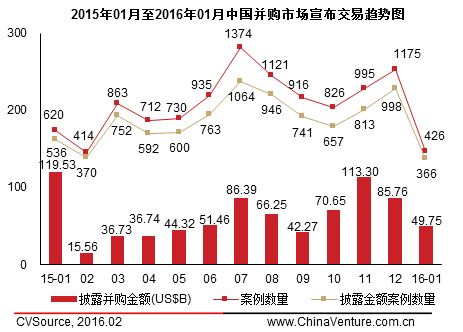 2015年01月至2016年01月中国并购市场宣布交易趋势图
300
200
100
0
620 414 863 712 730 935 1374 1121 916 826 995 1175 426
536 370 752 592 600 763 1064 946 741 657 813 998 366
119.53 15.56 36.73 36.74 44.32 51.46 86.39 66.25 42.27 70.65 113.30 85.76 49.75
15-01 02 03 04 05 06 07 08 09 10 11 12 16-01
披露并购金额(US$B) 案例数量 披露金额案例数量
CVSource, 2016.02 www.ChinaVenture.com.cn